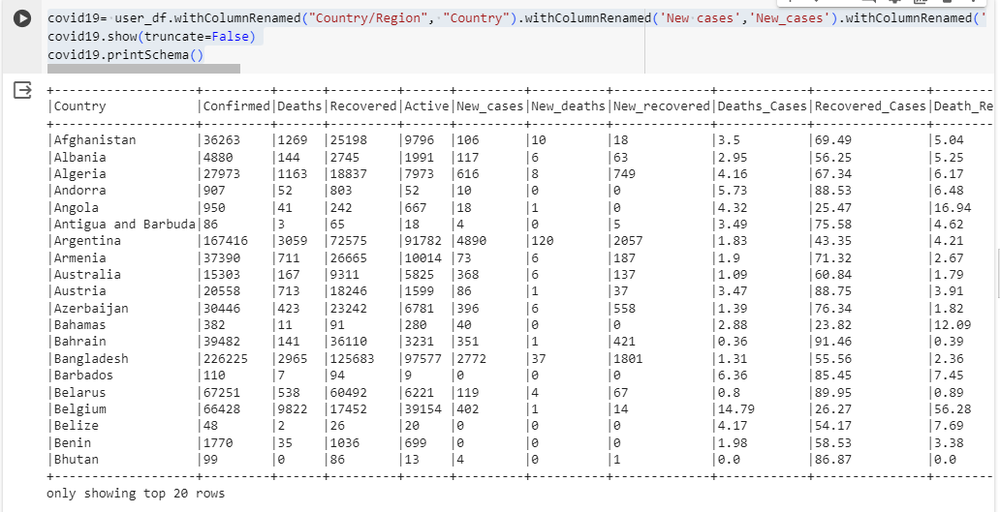 covid19= user_df.withColumnRenamed("Country/Region", "Country").withColumnRenamed('New cases','New_cases').withColumnRenamed('
covid19.show(truncate=False)
covid19.printSchema()
+-------------------+---------+------+---------+------+---------+----------+-------------+------------+---------------+--------
|Country            |Confirmed|Deaths|Recovered|Active|New_cases|New_deaths|New_recovered|Deaths_Cases|Recovered_Cases|Death_Re
+-------------------+---------+------+---------+------+---------+----------+-------------+------------+---------------+--------
|Afghanistan        |36263    |1269  |25198    |9796  |106      |10        |18           |3.5         |69.49          |5.04
|Albania            |4880     |144   |2745     |1991  |117      |6         |63           |2.95        |56.25          |5.25
|Algeria            |27973    |1163  |18837    |7973  |616      |8         |749          |4.16        |67.34          |6.17
|Andorra            |907      |52    |803      |52    |10       |0         |0            |5.73        |88.53          |6.48
|Angola             |950      |41    |242      |667   |18       |1         |0            |4.32        |25.47          |16.94
|Antigua and Barbuda|86       |3     |65       |18    |4        |0         |5            |3.49        |75.58          |4.62
|Argentina          |167416   |3059  |72575    |91782 |4890     |120       |2057         |1.83        |43.35          |4.21
|Armenia            |37390    |711   |26665    |10014 |73       |6         |187          |1.9         |71.32          |2.67
|Australia          |15303    |167   |9311     |5825  |368      |6         |137          |1.09        |60.84          |1.79
|Austria            |20558    |713   |18246    |1599  |86       |1         |37           |3.47        |88.75          |3.91
|Azerbaijan         |30446    |423   |23242    |6781  |396      |6         |558          |1.39        |76.34          |1.82
|Bahamas            |382      |11    |91       |280   |40       |0         |0            |2.88        |23.82          |12.09
|Bahrain            |39482    |141   |36110    |3231  |351      |1         |421          |0.36        |91.46          |0.39
|Bangladesh         |226225   |2965  |125683   |97577 |2772     |37        |1801         |1.31        |55.56          |2.36
|Barbados           |110      |7     |94       |9     |0        |0         |0            |6.36        |85.45          |7.45
|Belarus            |67251    |538   |60492    |6221  |119      |4         |67           |0.8         |89.95          |0.89
|Belgium            |66428    |9822  |17452    |39154 |402      |1         |14           |14.79       |26.27          |56.28
|Belize             |48       |2     |26       |20    |0        |0         |0            |4.17        |54.17          |7.69
|Benin              |1770     |35    |1036     |699   |0        |0         |0            |1.98        |58.53          |3.38
|Bhutan             |99       |0     |86       |13    |4        |0         |1            |0.0         |86.87          |0.0
+-------------------+---------+------+---------+------+---------+----------+-------------+------------+---------------+--------
only showing top 20 rows